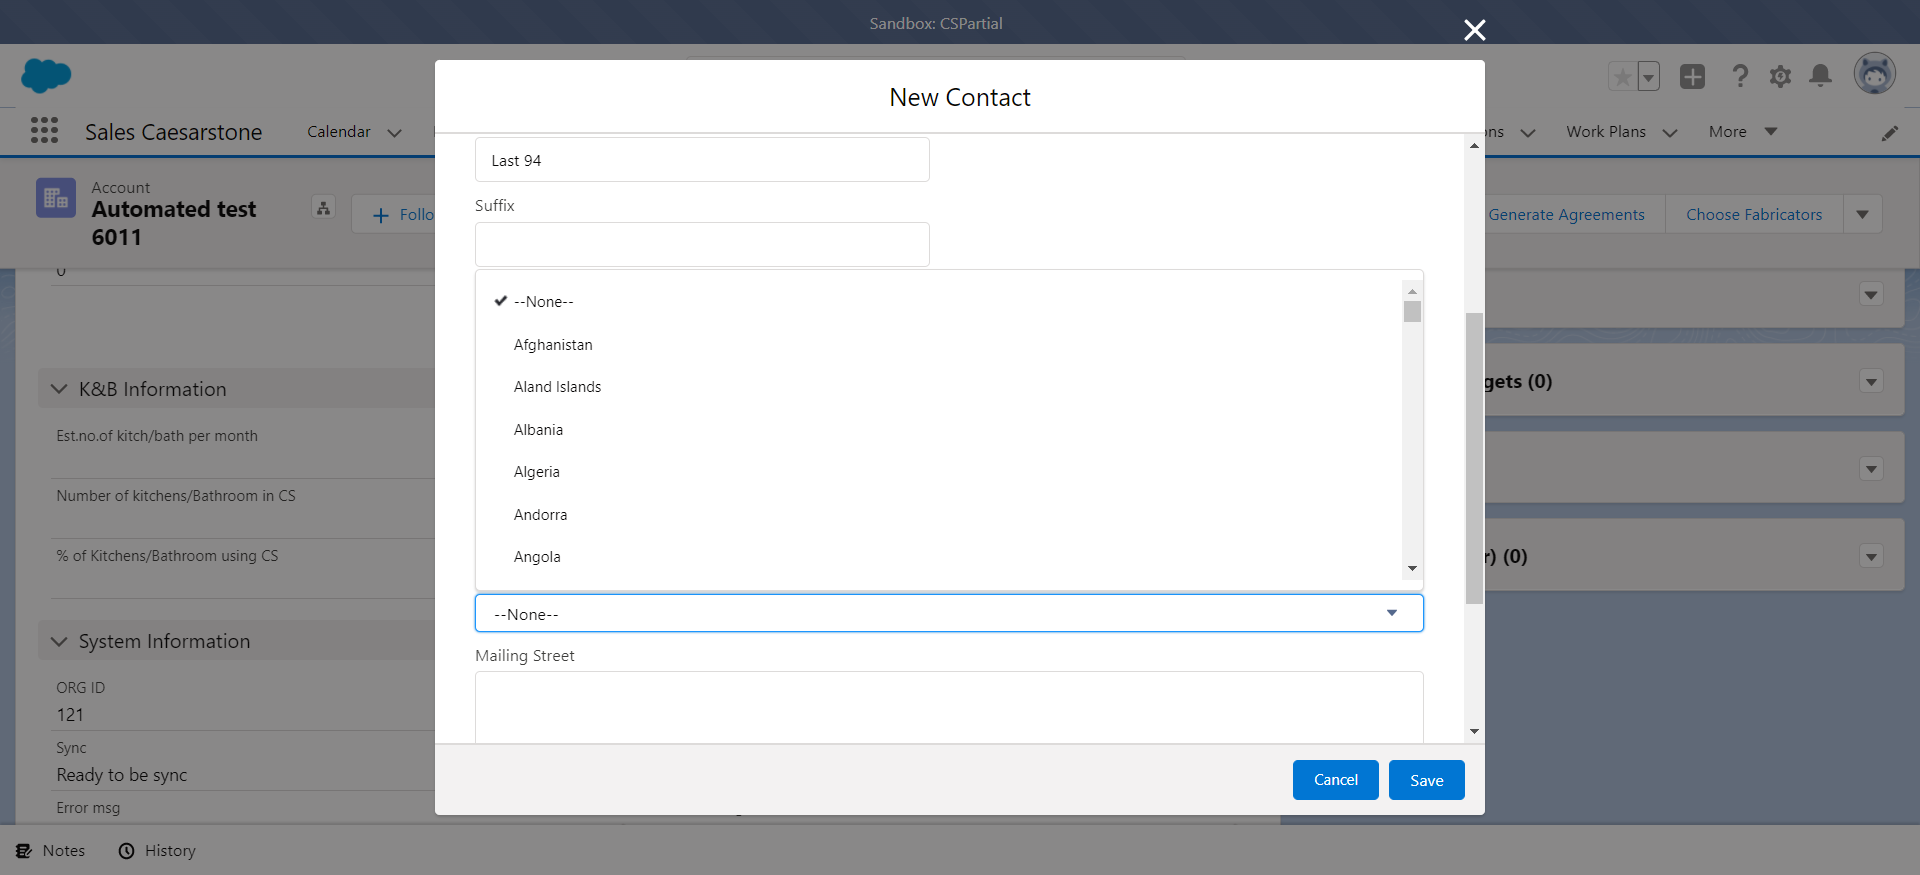 Sandbox: CSPartial
New Contact
Sales Caesarstone
Calendar
Work Plans
More
Account
Automated test
6011
Generate Agreements
Choose Fabricators
Last 94
Suffix
--None--
Afghanistan
Aland Islands
Albania
Algeria
Andorra
Angola
--None--
Mailing Street
Cancel
Save
0
K&B Information
Est.no.of kitch/bath per month
Number of kitchens/Bathroom in CS
% of Kitchens/Bathroom using CS
System Information
ORG ID
121
Sync
Ready to be sync
Error msg
(0)
(0)
Notes
History